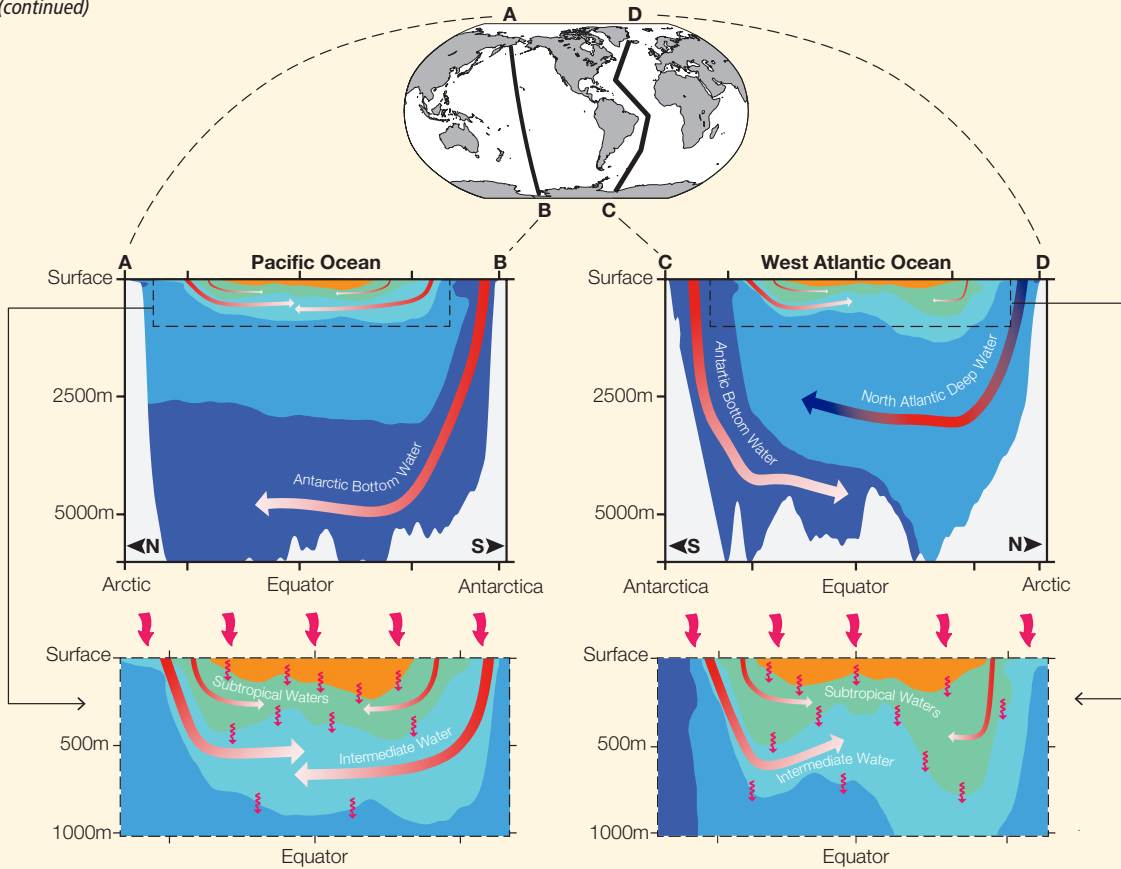 (continued)
A
D
B
C
A
Pacific Ocean
B
Surface
2500m
5000m
Antarctic Bottom Water
N
S
Arctic
Equator
Antarctica
C
West Atlantic Ocean
D
Surface
2500m
5000m
Antartic Bottom Water
North Atlantic Deep Water
S
N
Antarctica
Equator
Arctic
Surface
500m
1000m
Subtropical Waters
Intermediate Water
Equator
Surface
500m
1000m
Subtropical Waters
Intermediate Water
Equator